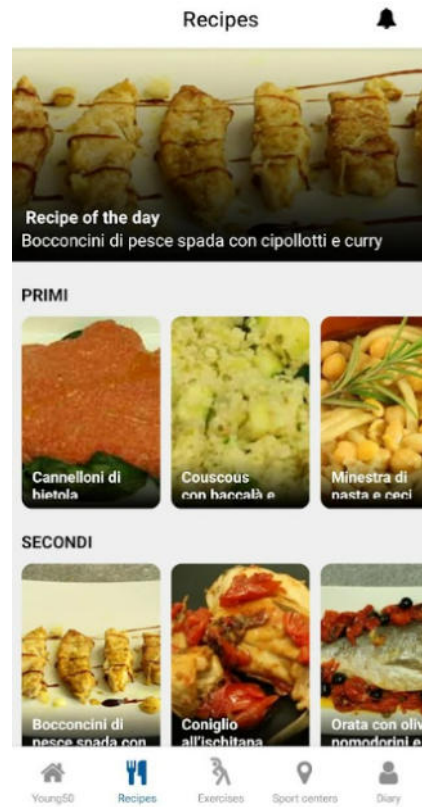 Recipes
Recipe of the day
Bocconcini di pesce spada con cipollotti e curry
PRIMI
Cannelloni di
bietola
Couscous
con baccalà e
Minestra di
pasta e ceci
SECONDI
Bocconcini di
pesce spada con
Coniglio
all'ischitana
Orata con oliv
pomodorini e
Young50
Recipes
Exercises
Sport centers
Diary